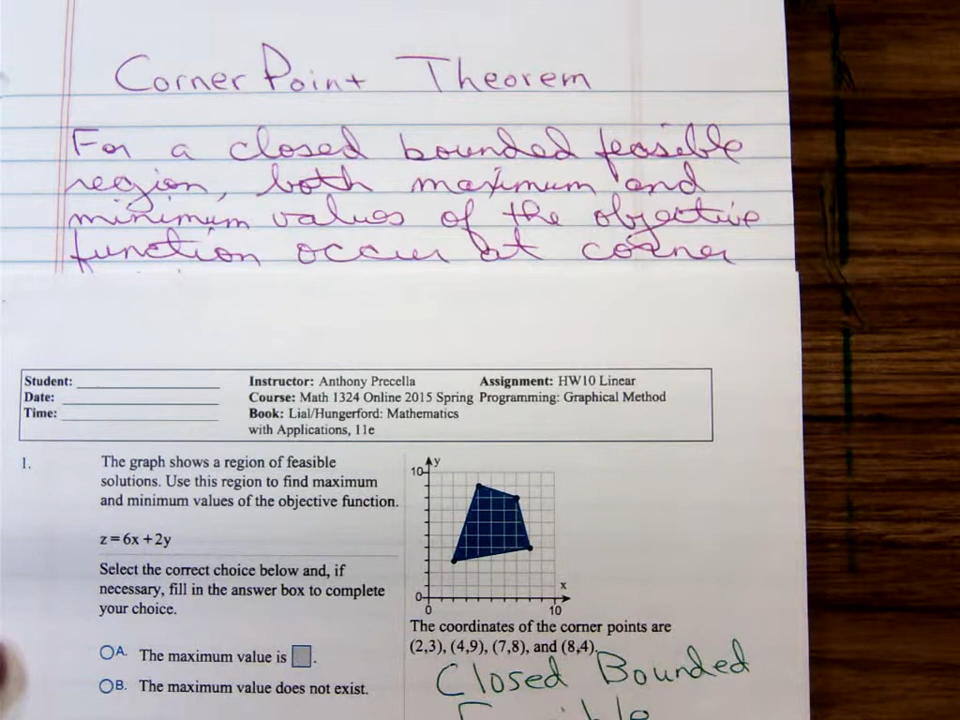 Corner Point Theorem
For a closed bounded feasible
region, both maximum and
minimum values of the objective
function occur at corner
Student:
Instructor: Anthony Precella
Assignment: HW10 Linear
Date:
Course: Math 1324 Online 2015 Spring
Programming: Graphical Method
Time:
Book: Lial/Hungerford: Mathematics
with Applications, 11e
1.
The graph shows a region of feasible
solutions. Use this region to find maximum
and minimum values of the objective function.
z=6x+2y
Select the correct choice below and, if
necessary, fill in the answer box to complete
your choice.
A. The maximum value is .
B. The maximum value does not exist.
y
10
0
x
0
10
The coordinates of the corner points are
(2,3), (4,9), (7,8), and (8,4).
Closed Bounded